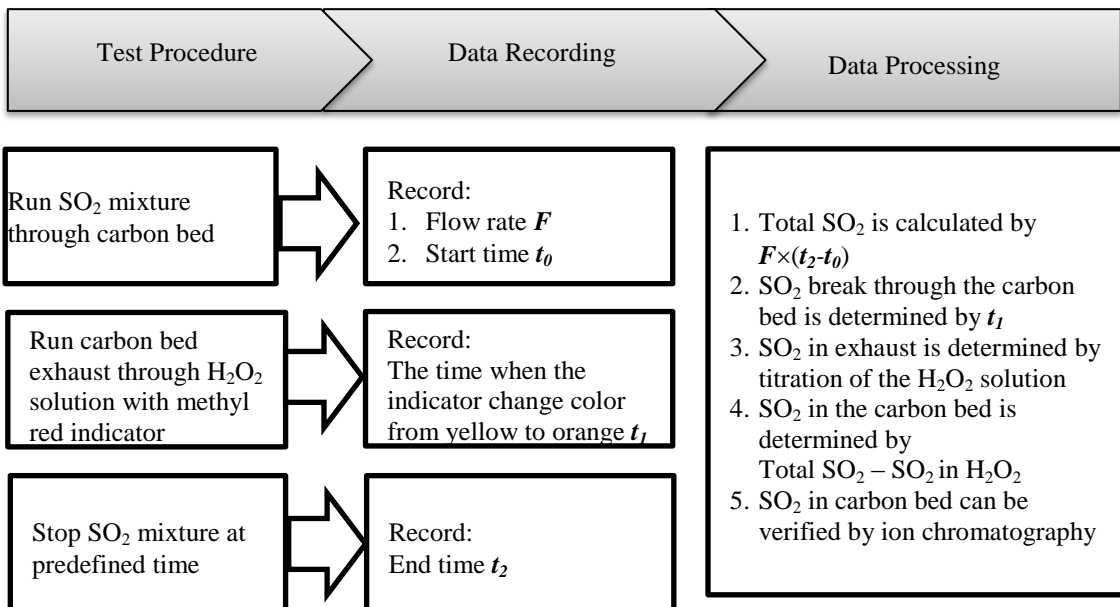 Test Procedure
Data Recording
Data Processing
Run SO₂ mixture
through carbon bed
Record:
1. Flow rate F
2. Start time t₀
Run carbon bed
exhaust through H₂O₂
solution with methyl
red indicator
Record:
The time when the
indicator change color
from yellow to orange t₁
Stop SO₂ mixture at
predefined time
Record:
End time t₂
1. Total SO₂ is calculated by
F×(t₂-t₀)
2. SO₂ break through the carbon
bed is determined by t₁
3. SO₂ in exhaust is determined by
titration of the H₂O₂ solution
4. SO₂ in the carbon bed is
determined by
Total SO₂ – SO₂ in H₂O₂
5. SO₂ in carbon bed can be
verified by ion chromatography